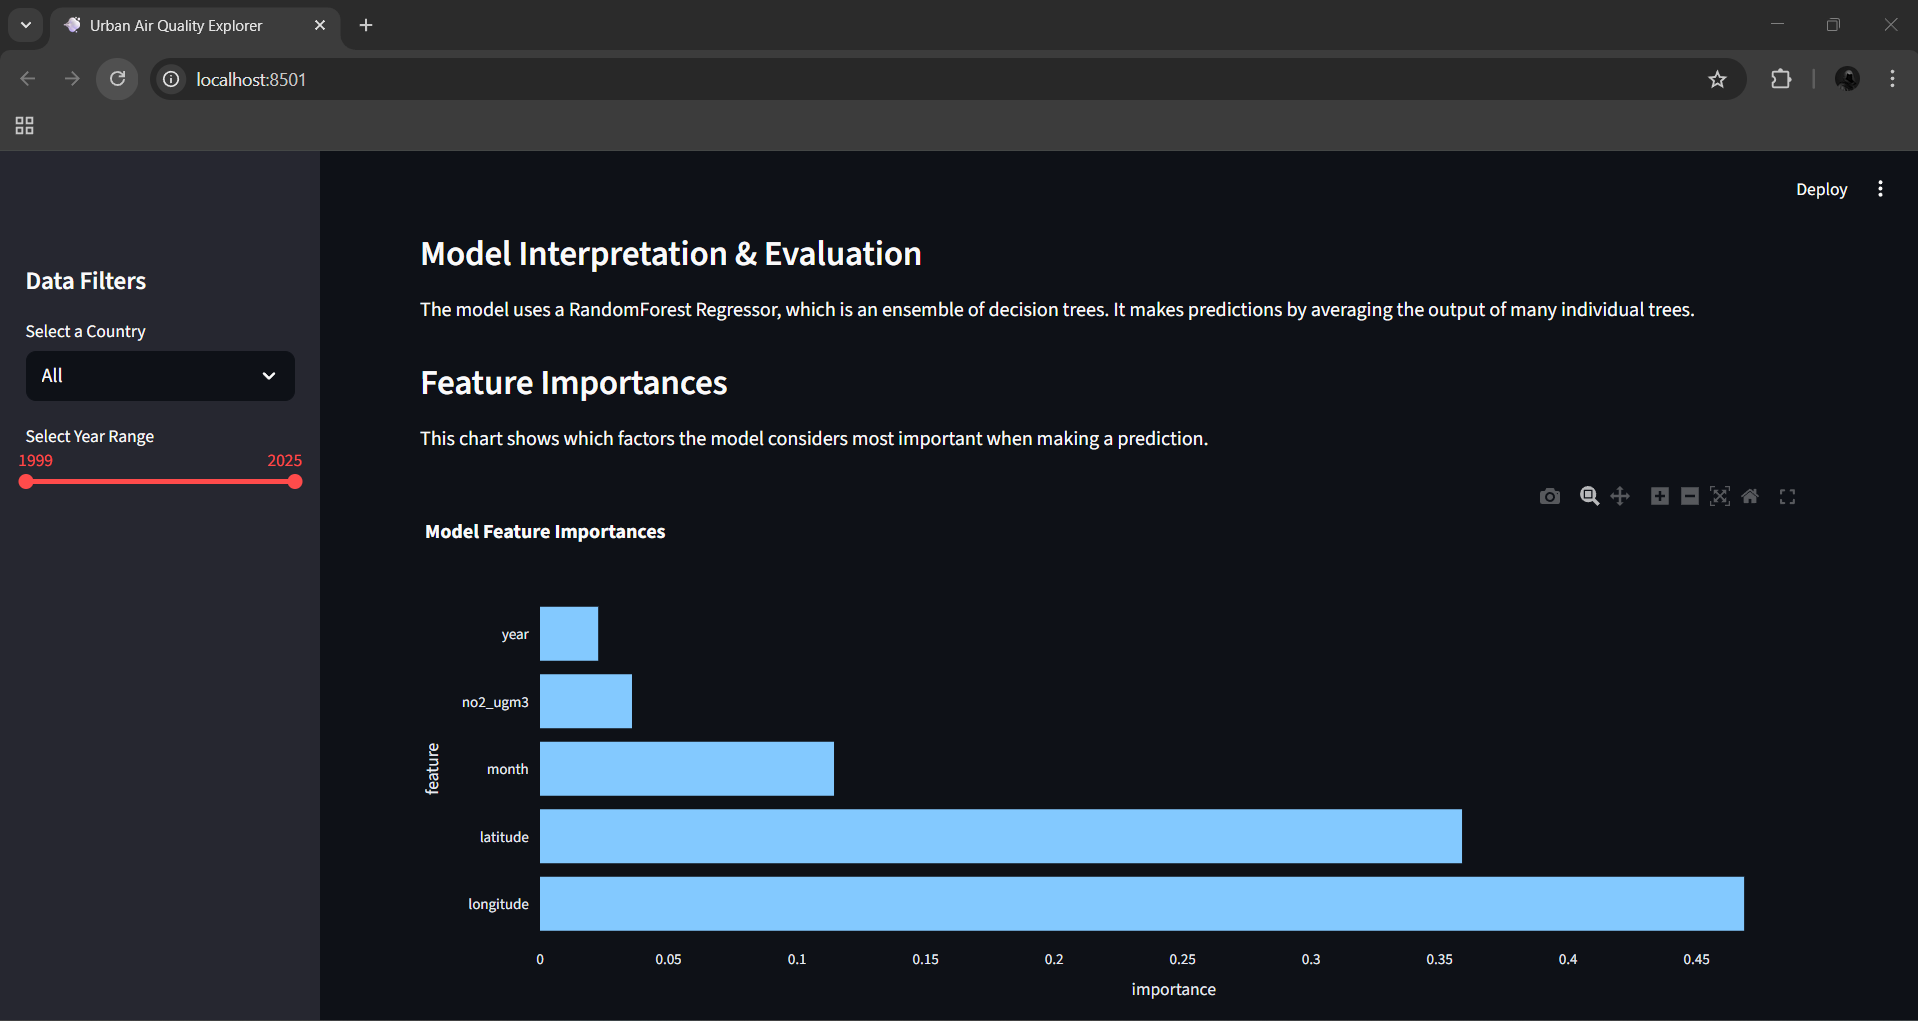 Urban Air Quality Explorer
localhost:8501
Deploy
Data Filters
Select a Country
All
Select Year Range
1999 2025
Model Interpretation & Evaluation
The model uses a RandomForest Regressor, which is an ensemble of decision trees. It makes predictions by averaging the output of many individual trees.
Feature Importances
This chart shows which factors the model considers most important when making a prediction.
Model Feature Importances
year
no2_ugm3
month
latitude
longitude
feature
0 0.05 0.1 0.15 0.2 0.25 0.3 0.35 0.4 0.45
importance